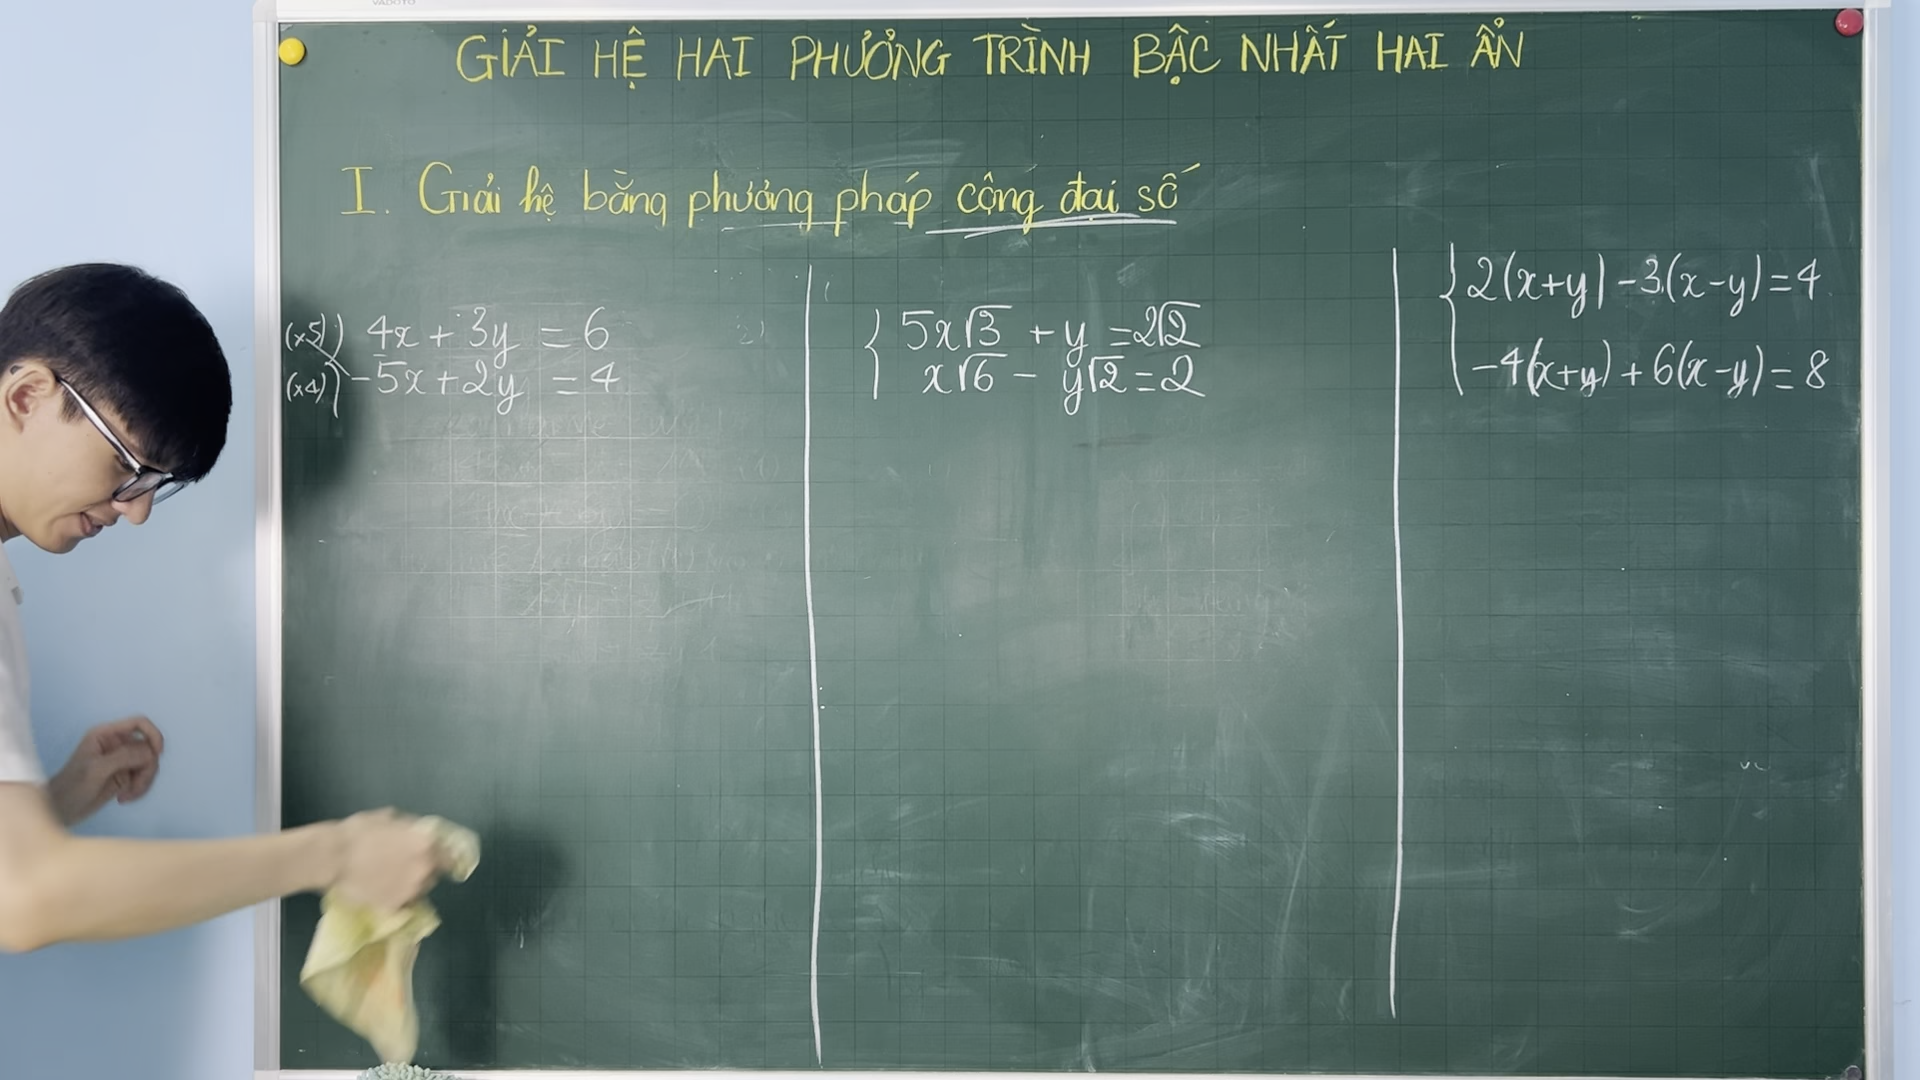 GIẢI HỆ HAI PHƯƠNG TRÌNH BẬC NHẤT HAI ẨN
I. Giải hệ bằng phương pháp cộng đại số
(x5) 4x + 3y = 6
(x4) -5x + 2y = 4
2)
5x√3 + y = 2√2
x√6 - y√2 = 2
2(x+y) - 3(x-y) = 4
-4(x+y) + 6(x-y) = 8